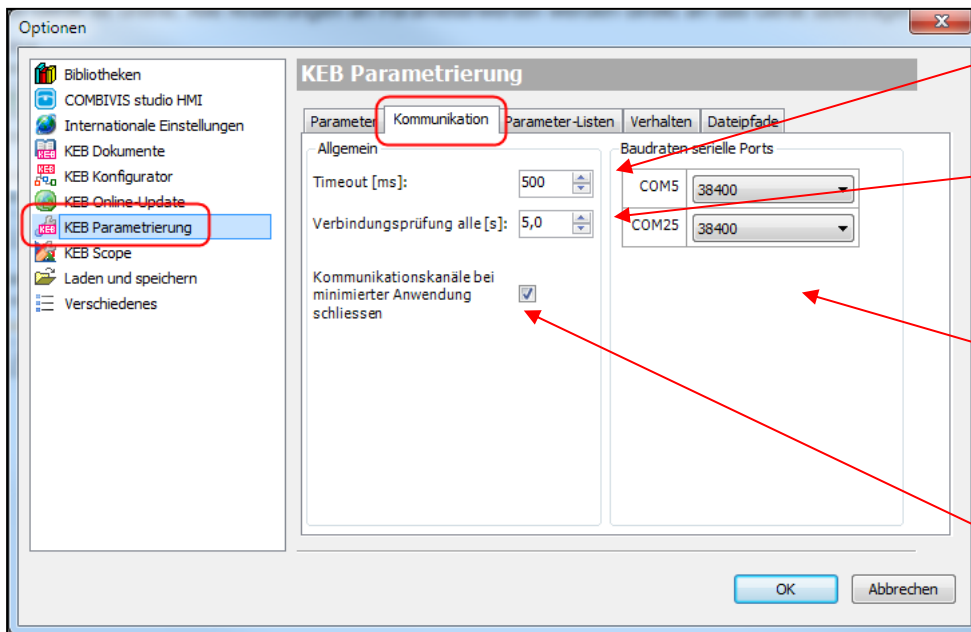 Optionen
Bibliotheken
COMBIVIS studio HMI
Internationale Einstellungen
KEB Dokumente
KEB Konfigurator
KEB Online-Update
KEB Parametrierung
KEB Scope
Laden und speichern
Verschiedenes
KEB Parametrierung
Parameter Kommunikation Parameter-Listen Verhalten Dateipfade
Allgemein
Timeout [ms]: 500
Verbindungsprüfung alle [s]: 5,0
Kommunikationskanäle bei
minimierter Anwendung
schliessen
Baudraten serielle Ports
COM5 38400
COM25 38400
OK Abbrechen